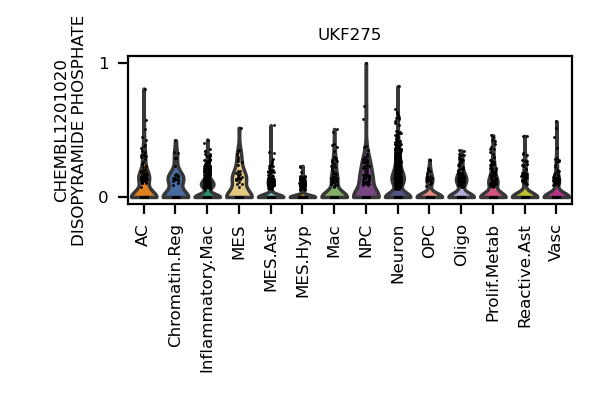 UKF275
CHEMBL1201020
DISOPYRAMIDE PHOSPHATE
1
0
AC
Chromatin.Reg
Inflammatory.Mac
MES
MES.Ast
MES.Hyp
Mac
NPC
Neuron
OPC
Oligo
Prolif.Metab
Reactive.Ast
Vasc